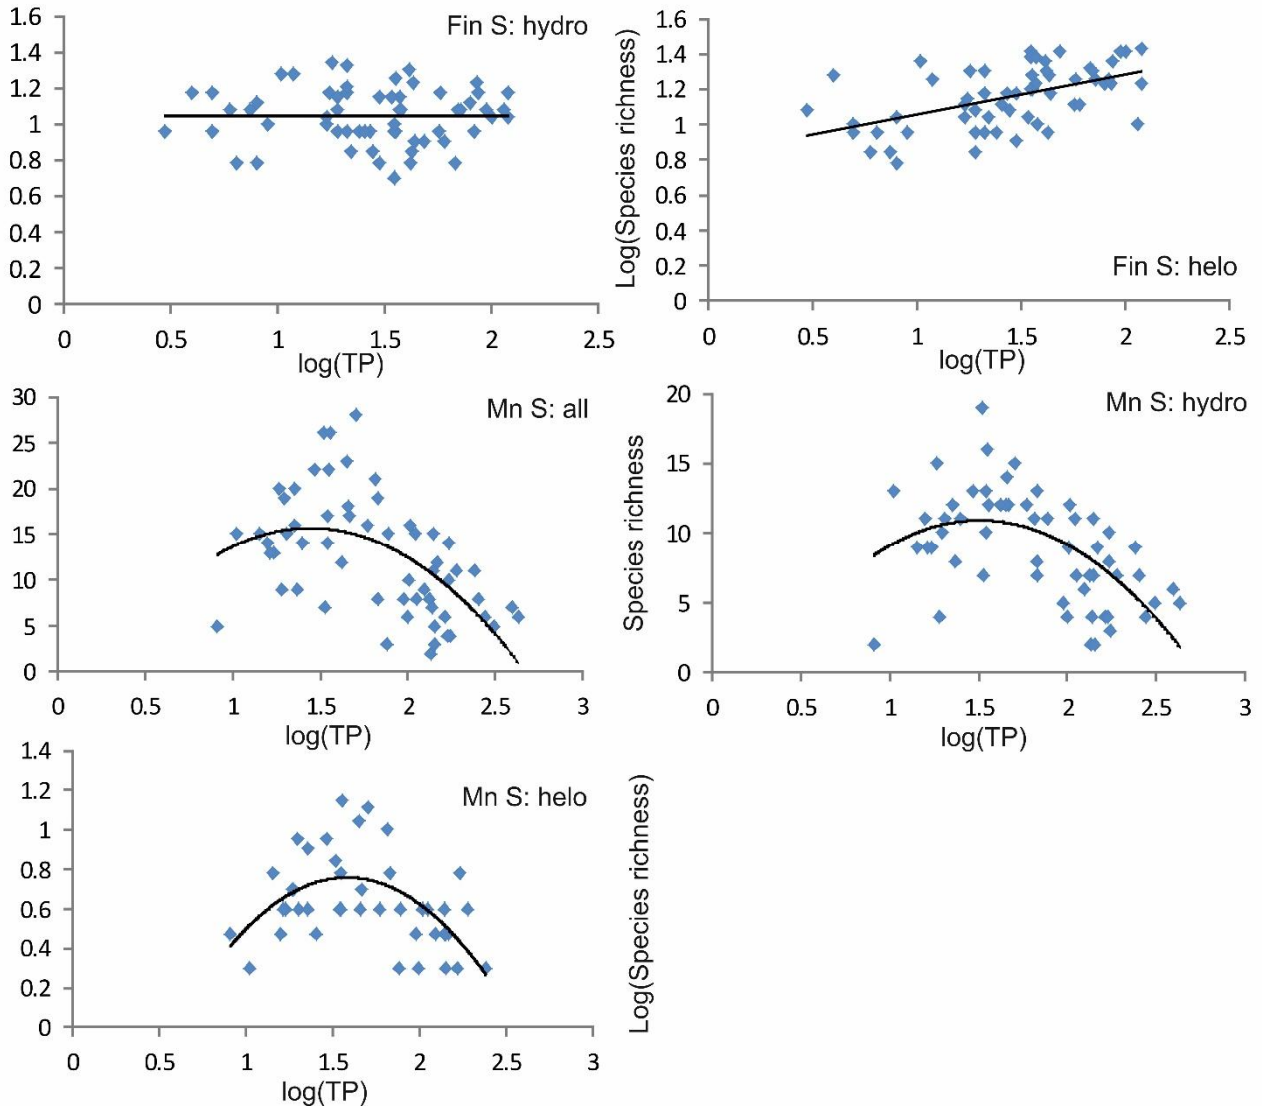 Fin S: hydro
1.6
1.4
1.2
1
0.8
0.6
0.4
0.2
0
0 0.5 1 1.5 2 2.5
log(TP)
Log(Species richness)
Fin S: helo
1.6
1.4
1.2
1
0.8
0.6
0.4
0.2
0
0 0.5 1 1.5 2 2.5
log(TP)
Mn S: all
30
25
20
15
10
5
0
0 0.5 1 1.5 2 2.5 3
log(TP)
Species richness
Mn S: hydro
20
15
10
5
0
0 0.5 1 1.5 2 2.5 3
log(TP)
Mn S: helo
1.4
1.2
1
0.8
0.6
0.4
0.2
0
0 0.5 1 1.5 2 2.5 3
log(TP)
Log(Species richness)